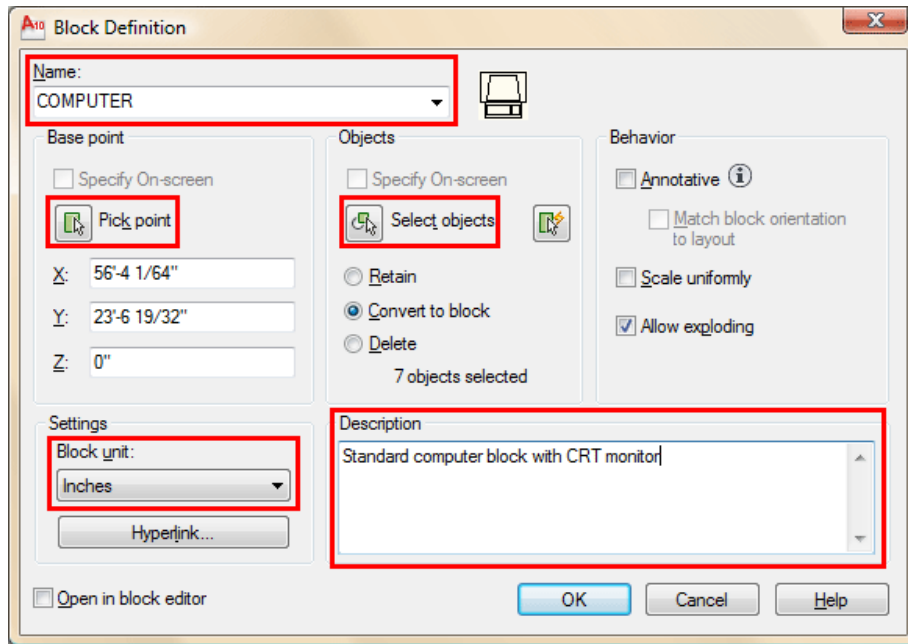 A10 Block Definition
Name:
COMPUTER
Base point
Specify On-screen
Pick point
X: 56'-4 1/64"
Y: 23'-6 19/32"
Z: 0"
Objects
Specify On-screen
Select objects
Retain
Convert to block
Delete
7 objects selected
Behavior
Annotative i
Match block orientation
to layout
Scale uniformly
Allow exploding
Settings
Block unit:
Inches
Hyperlink...
Description
Standard computer block with CRT monitor
Open in block editor
OK
Cancel
Help